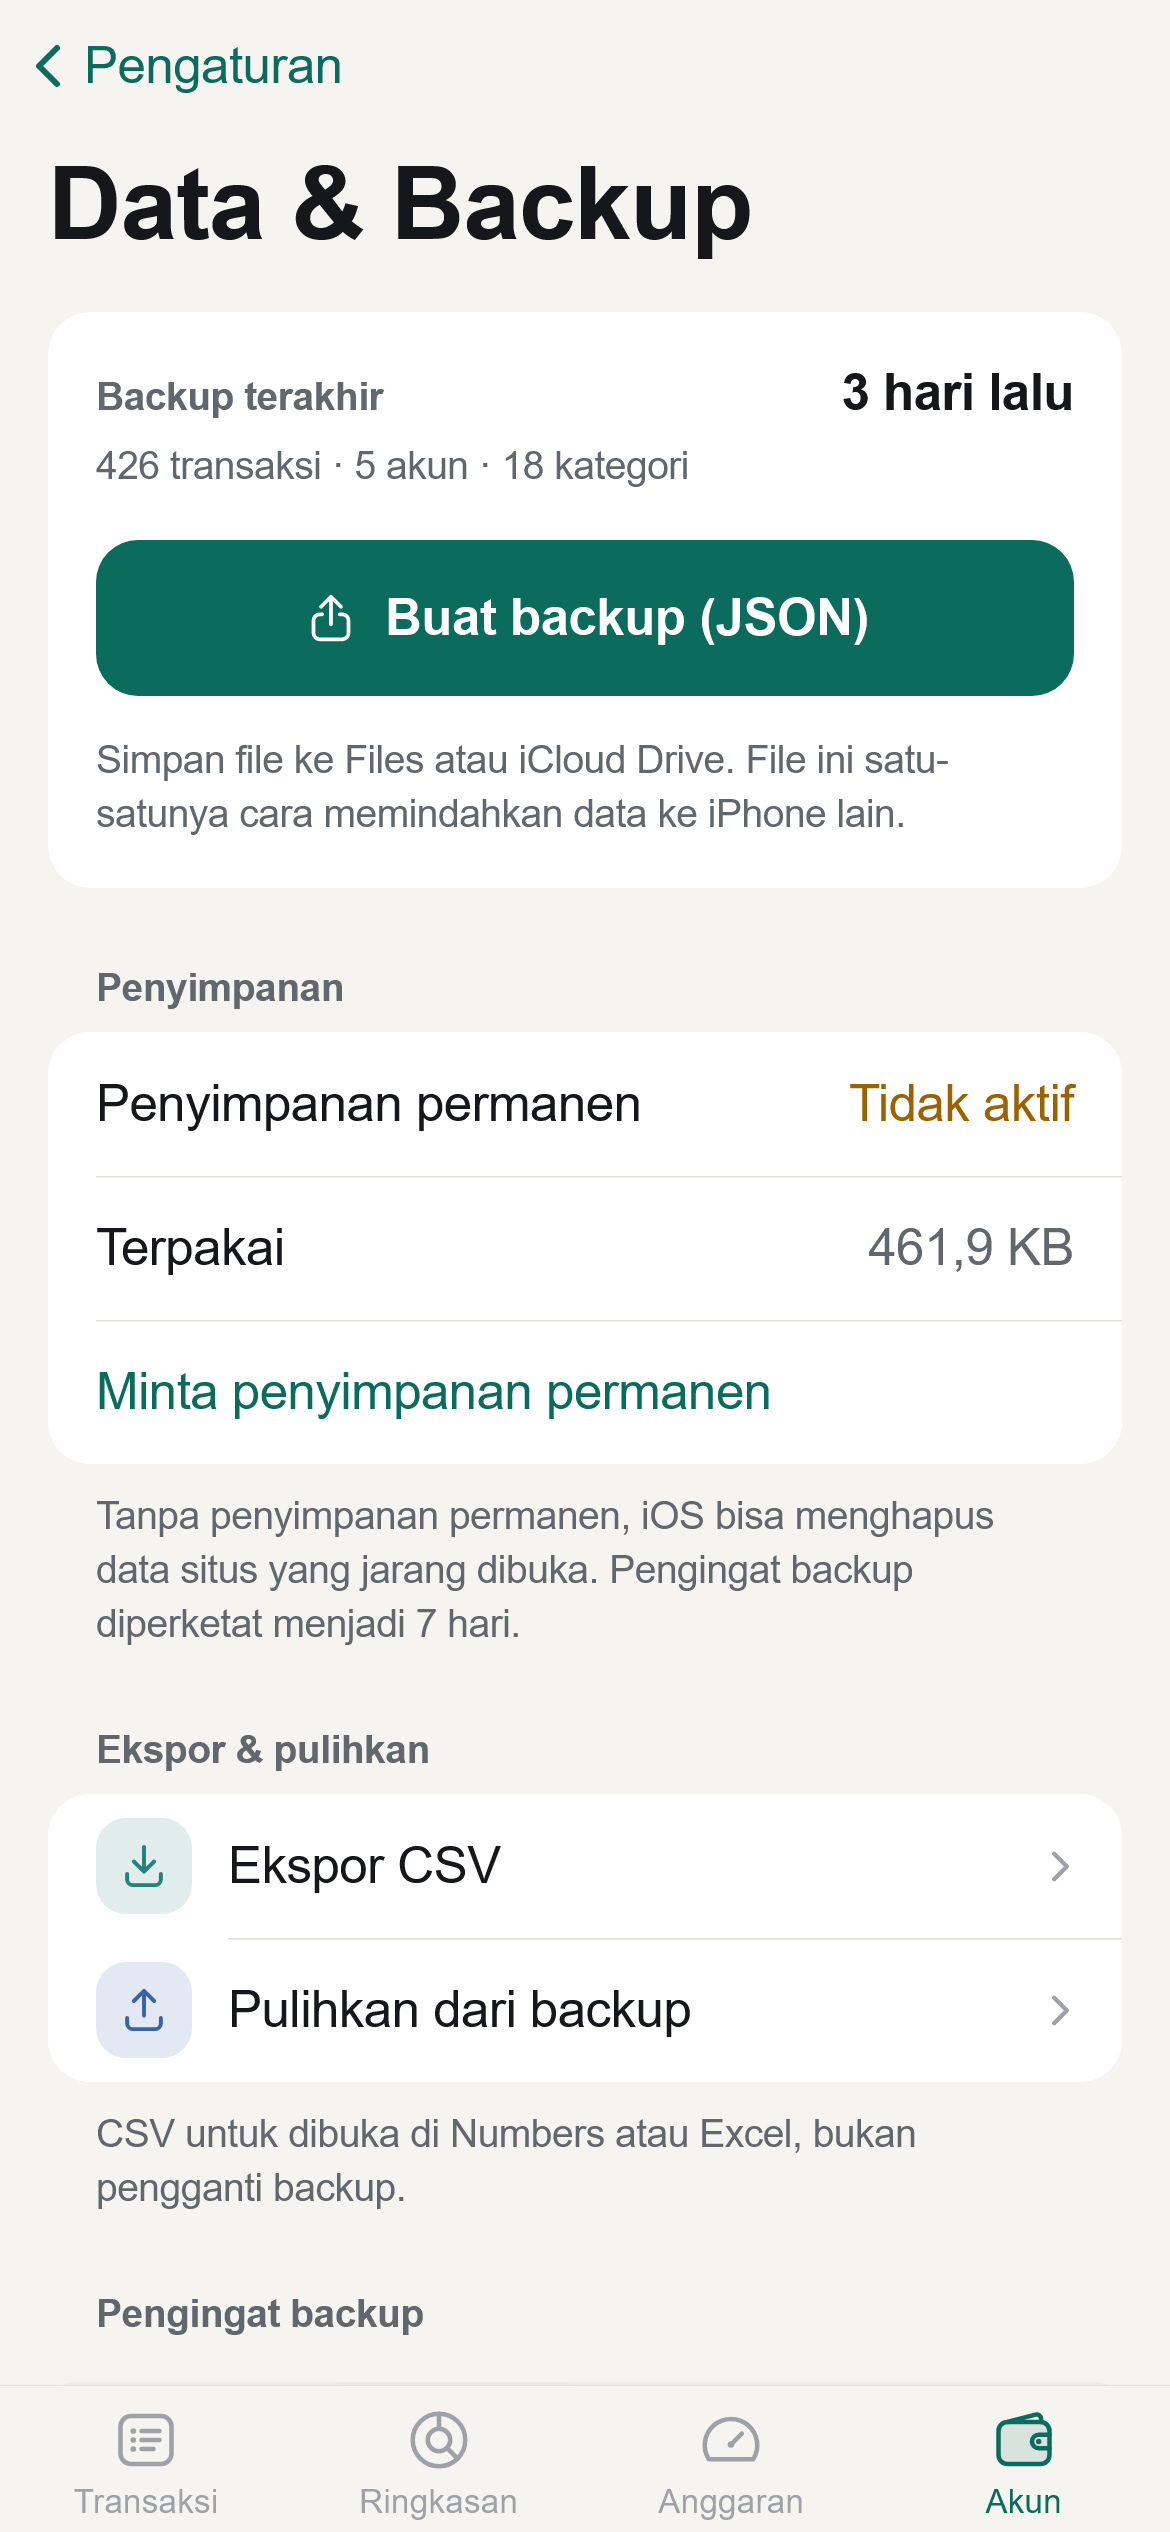 Pengaturan
Data & Backup
Backup terakhir
3 hari lalu
426 transaksi · 5 akun · 18 kategori
Buat backup (JSON)
Simpan file ke Files atau iCloud Drive. File ini satu-
satunya cara memindahkan data ke iPhone lain.
Penyimpanan
Penyimpanan permanen
Tidak aktif
Terpakai
461,9 KB
Minta penyimpanan permanen
Tanpa penyimpanan permanen, iOS bisa menghapus
data situs yang jarang dibuka. Pengingat backup
diperketat menjadi 7 hari.
Ekspor & pulihkan
Ekspor CSV
Pulihkan dari backup
CSV untuk dibuka di Numbers atau Excel, bukan
pengganti backup.
Pengingat backup
Transaksi
Ringkasan
Anggaran
Akun